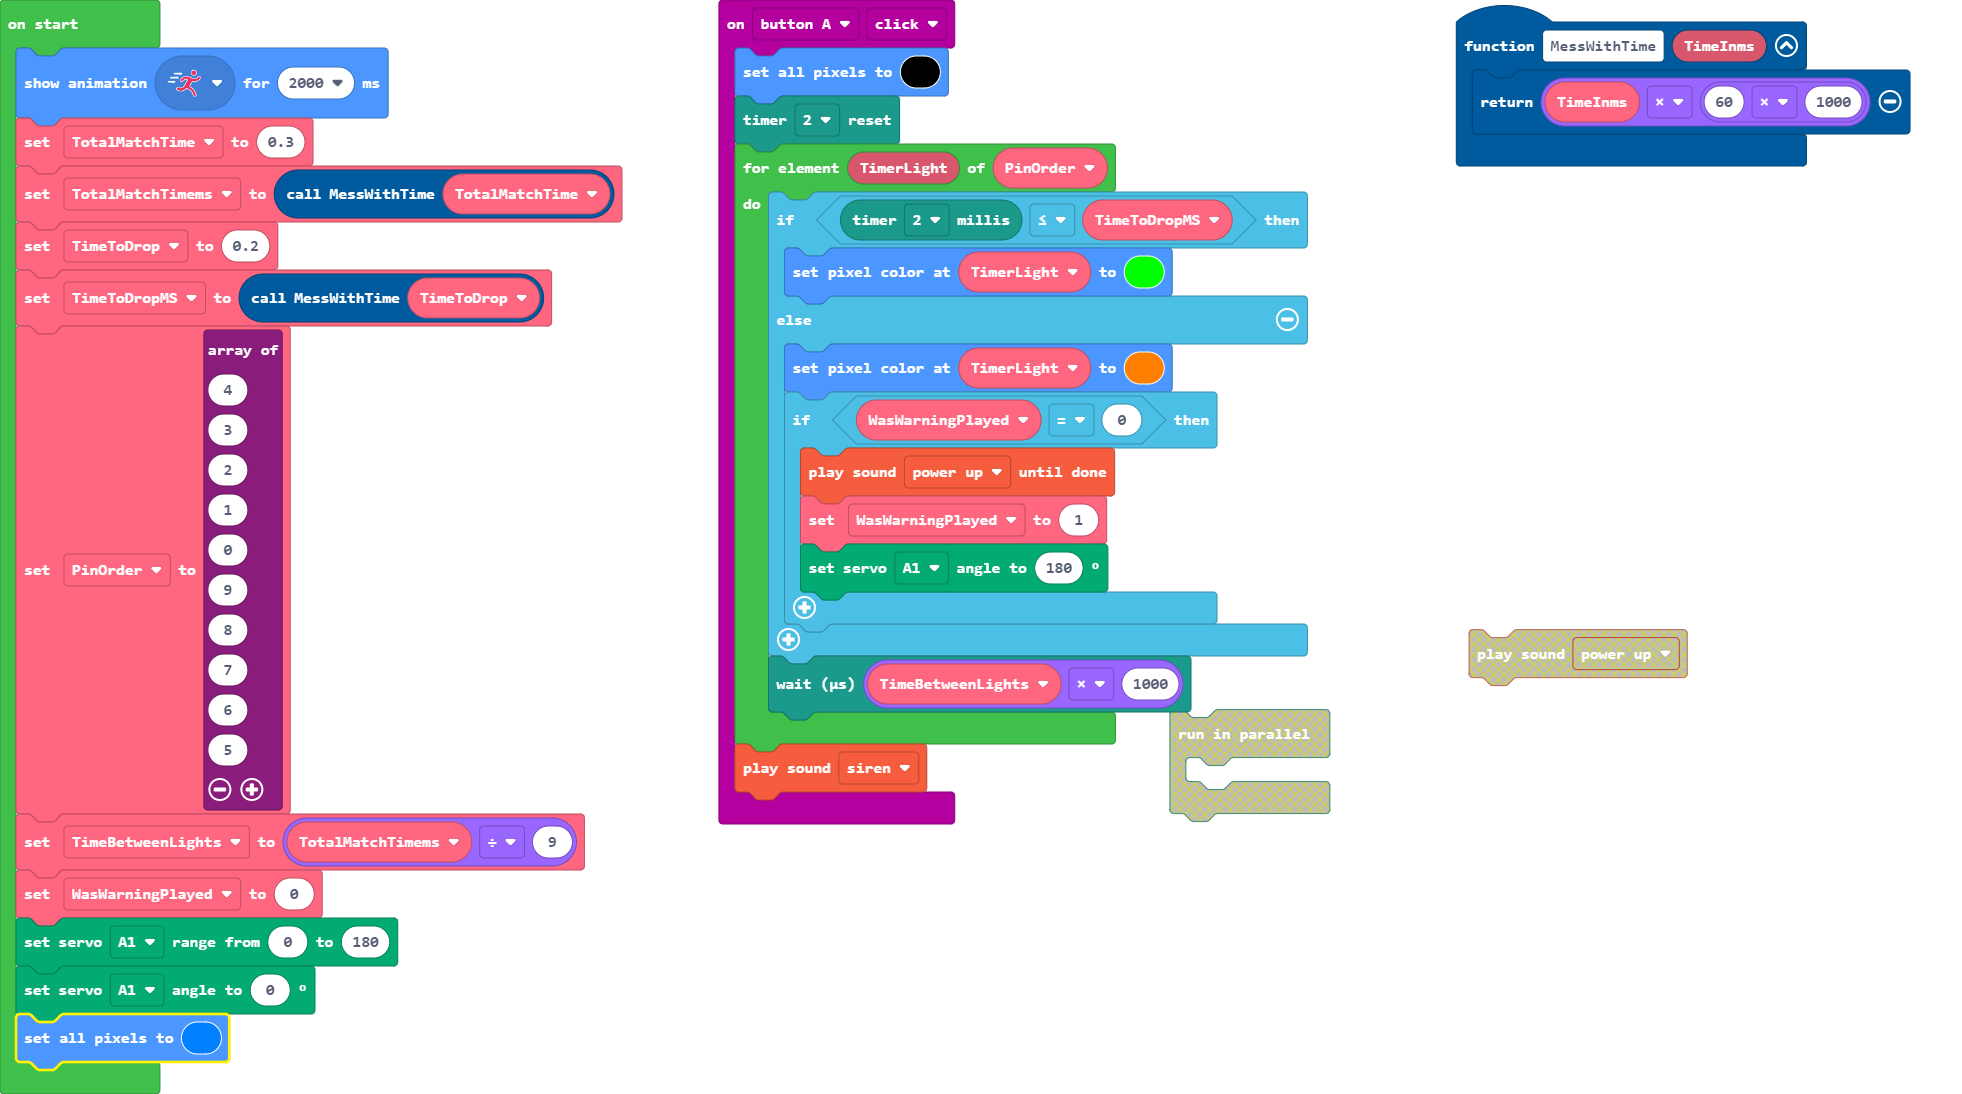 on start
show animation for 2000 ms
set TotalMatchTime to 0.3
set TotalMatchTimems to call MessWithTime TotalMatchTime
set TimeToDrop to 0.2
set TimeToDropMS to call MessWithTime TimeToDrop
set PinOrder to array of
4
3
2
1
0
9
8
7
6
5
set TimeBetweenLights to TotalMatchTimems ÷ 9
set WasWarningPlayed to 0
set servo A1 range from 0 to 180
set servo A1 angle to 0 °
set all pixels to
on button A click
set all pixels to
timer 2 reset
for element TimerLight of PinOrder
do
if timer 2 millis ≤ TimeToDropMS then
set pixel color at TimerLight to
else
set pixel color at TimerLight to
if WasWarningPlayed = 0 then
play sound power up until done
set WasWarningPlayed to 1
set servo A1 angle to 180 °
wait (µs) TimeBetweenLights × 1000
play sound siren
run in parallel
function MessWithTime TimeInms
return TimeInms × 60 × 1000
play sound power up